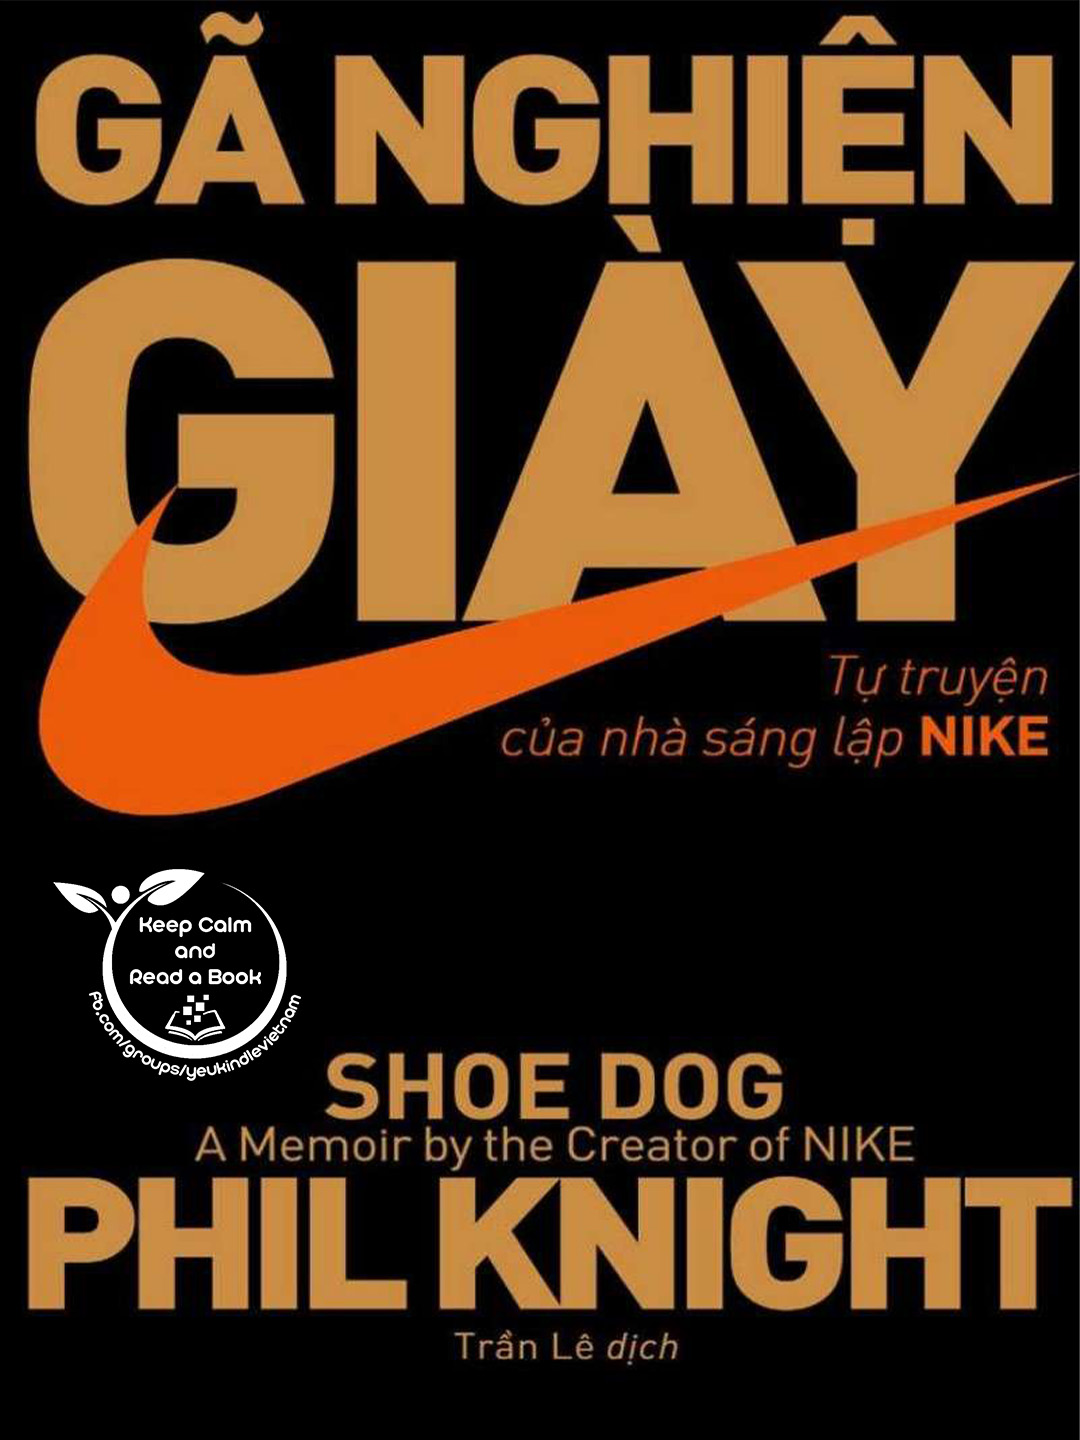 GÃ NGHIỆN
GIÀY
Tự truyện
của nhà sáng lập NIKE
Keep Calm
and
Read a Book
fb.com/groups/yeukindlevietnam
SHOE DOG
A Memoir by the Creator of NIKE
PHIL KNIGHT
Trần Lê dịch